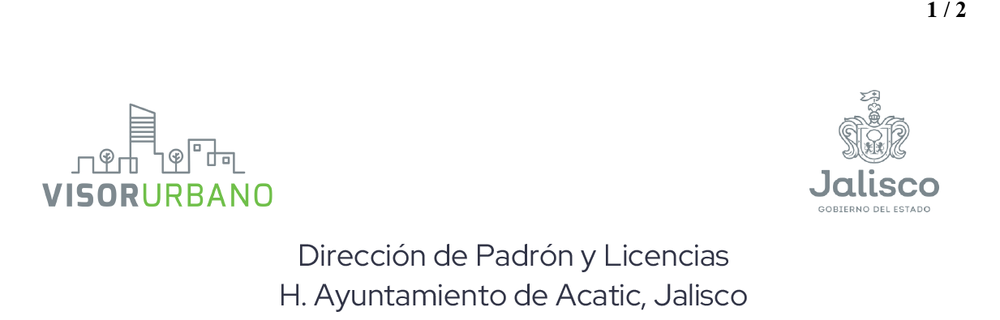 1 / 2
VISORURBANO
Jalisco
GOBIERNO DEL ESTADO
Dirección de Padrón y Licencias
H. Ayuntamiento de Acatic, Jalisco